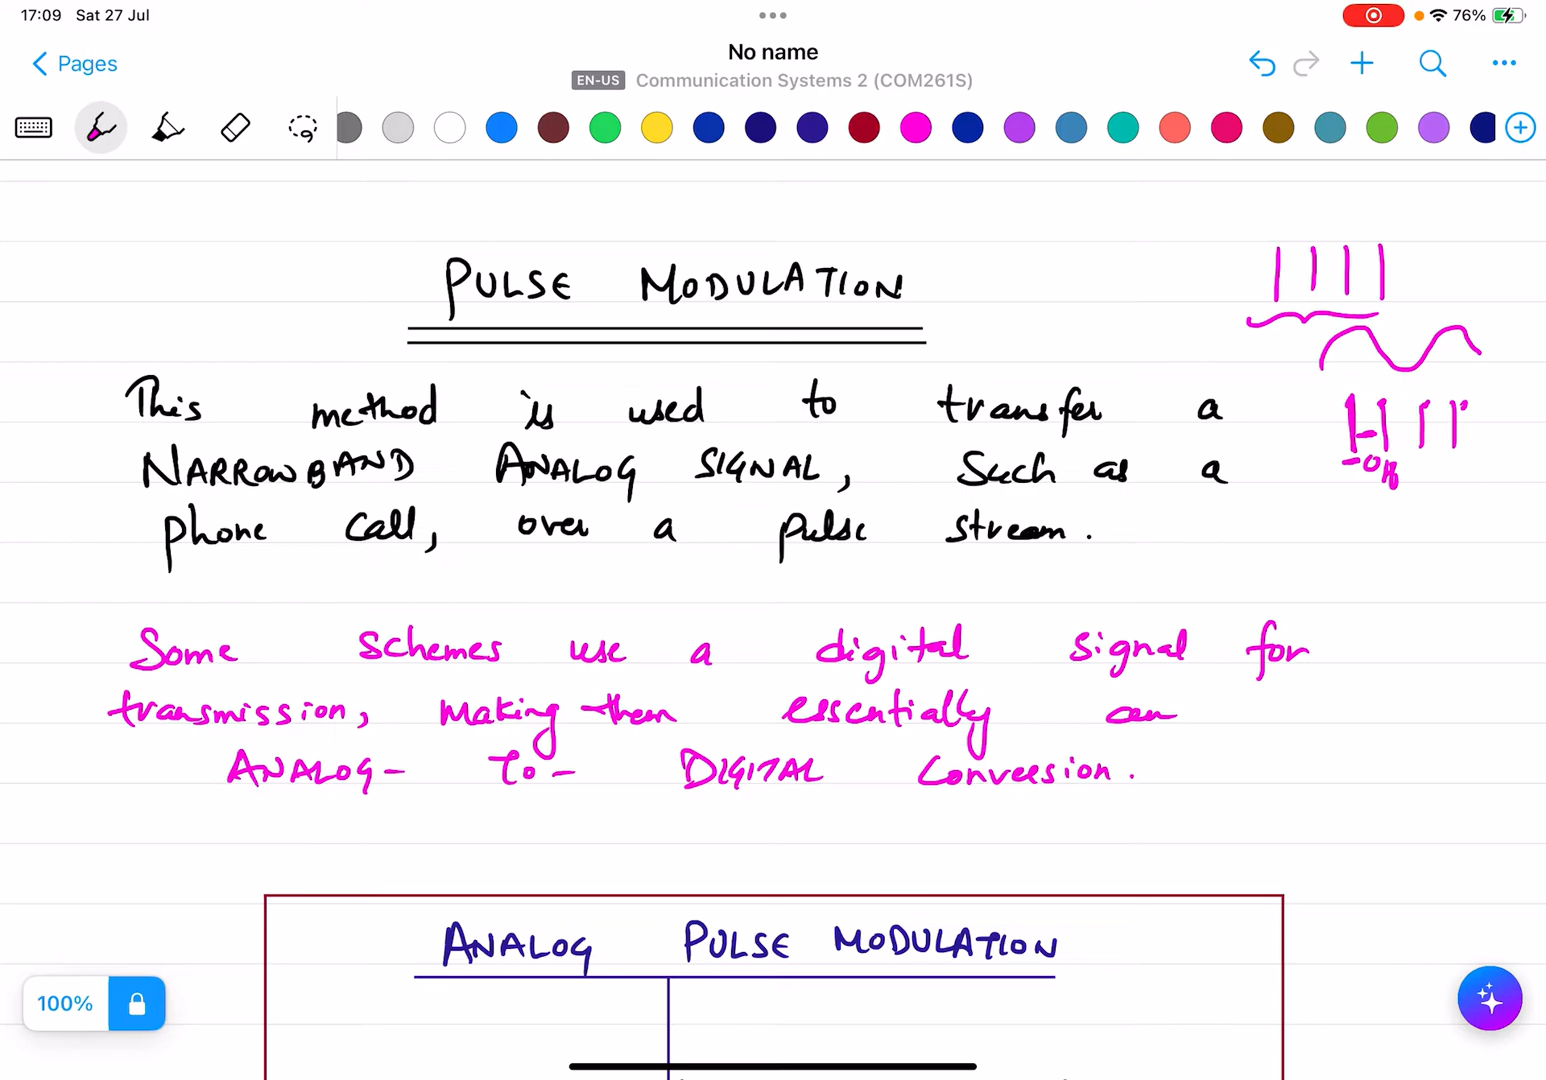 17:09 Sat 27 Jul
76%
Pages
No name
EN-US Communication Systems 2 (COM261S)
PULSE MODULATION
This method is used to transfer a
NARROWBAND ANALOG SIGNAL, Such as a
phone call, over a pulse stream.
Some schemes use a digital signal for
transmission, making them essentially an
ANALOG- To- DIGITAL Conversion.
ANALOG PULSE MODULATION
100%